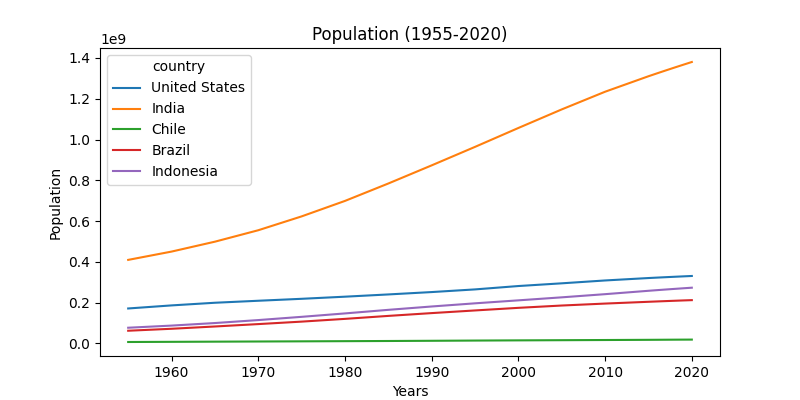 Population (1955-2020)
1e9
country
United States
India
Chile
Brazil
Indonesia
Population
1.4
1.2
1.0
0.8
0.6
0.4
0.2
0.0
1960 1970 1980 1990 2000 2010 2020
Years